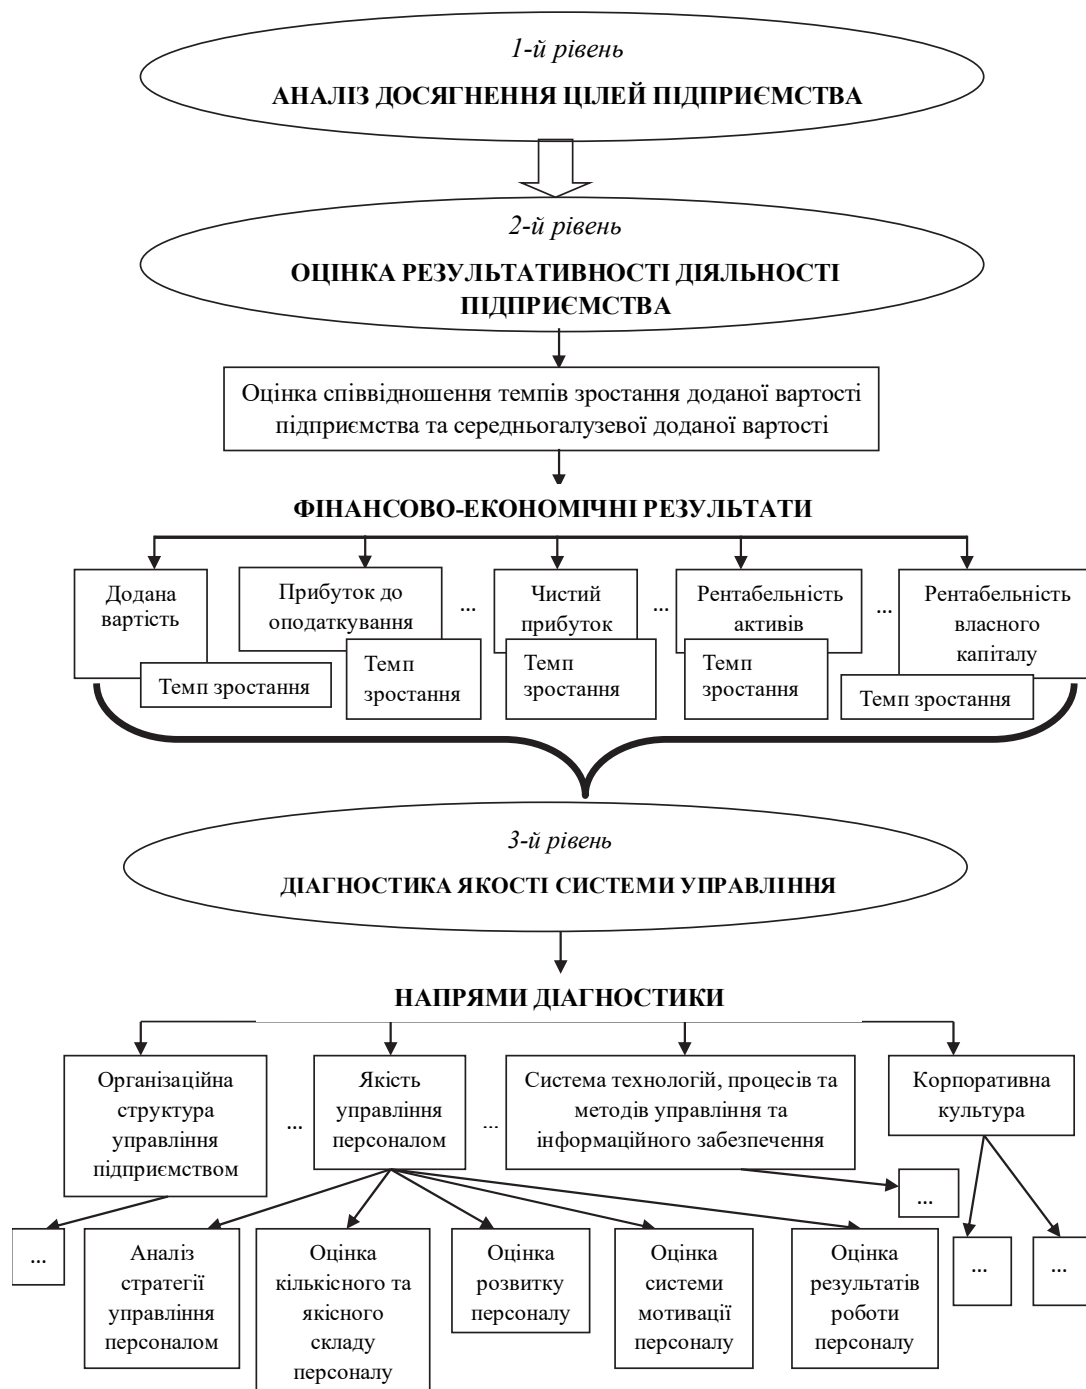 1-й рівень
АНАЛІЗ ДОСЯГНЕННЯ ЦІЛЕЙ ПІДПРИЄМСТВА
2-й рівень
ОЦІНКА РЕЗУЛЬТАТИВНОСТІ ДІЯЛЬНОСТІ
ПІДПРИЄМСТВА
Оцінка співвідношення темпів зростання доданої вартості
підприємства та середньогалузевої доданої вартості
ФІНАНСОВО-ЕКОНОМІЧНІ РЕЗУЛЬТАТИ
Додана
вартість
Темп зростання
Прибуток до
оподаткування
Темп
зростання
...
Чистий
прибуток
Темп
зростання
...
Рентабельність
активів
Темп
зростання
...
Рентабельність
власного
капіталу
Темп зростання
3-й рівень
ДІАГНОСТИКА ЯКОСТІ СИСТЕМИ УПРАВЛІННЯ
НАПРЯМИ ДІАГНОСТИКИ
Організаційна
структура
управління
підприємством
...
Якість
управління
персоналом
...
Система технологій, процесів та
методів управління та
інформаційного забезпечення
Корпоративна
культура
...
...
Аналіз
стратегії
управління
персоналом
Оцінка
кількісного та
якісного
складу
персоналу
Оцінка
розвитку
персоналу
Оцінка
системи
мотивації
персоналу
Оцінка
результатів
роботи
персоналу
...
...